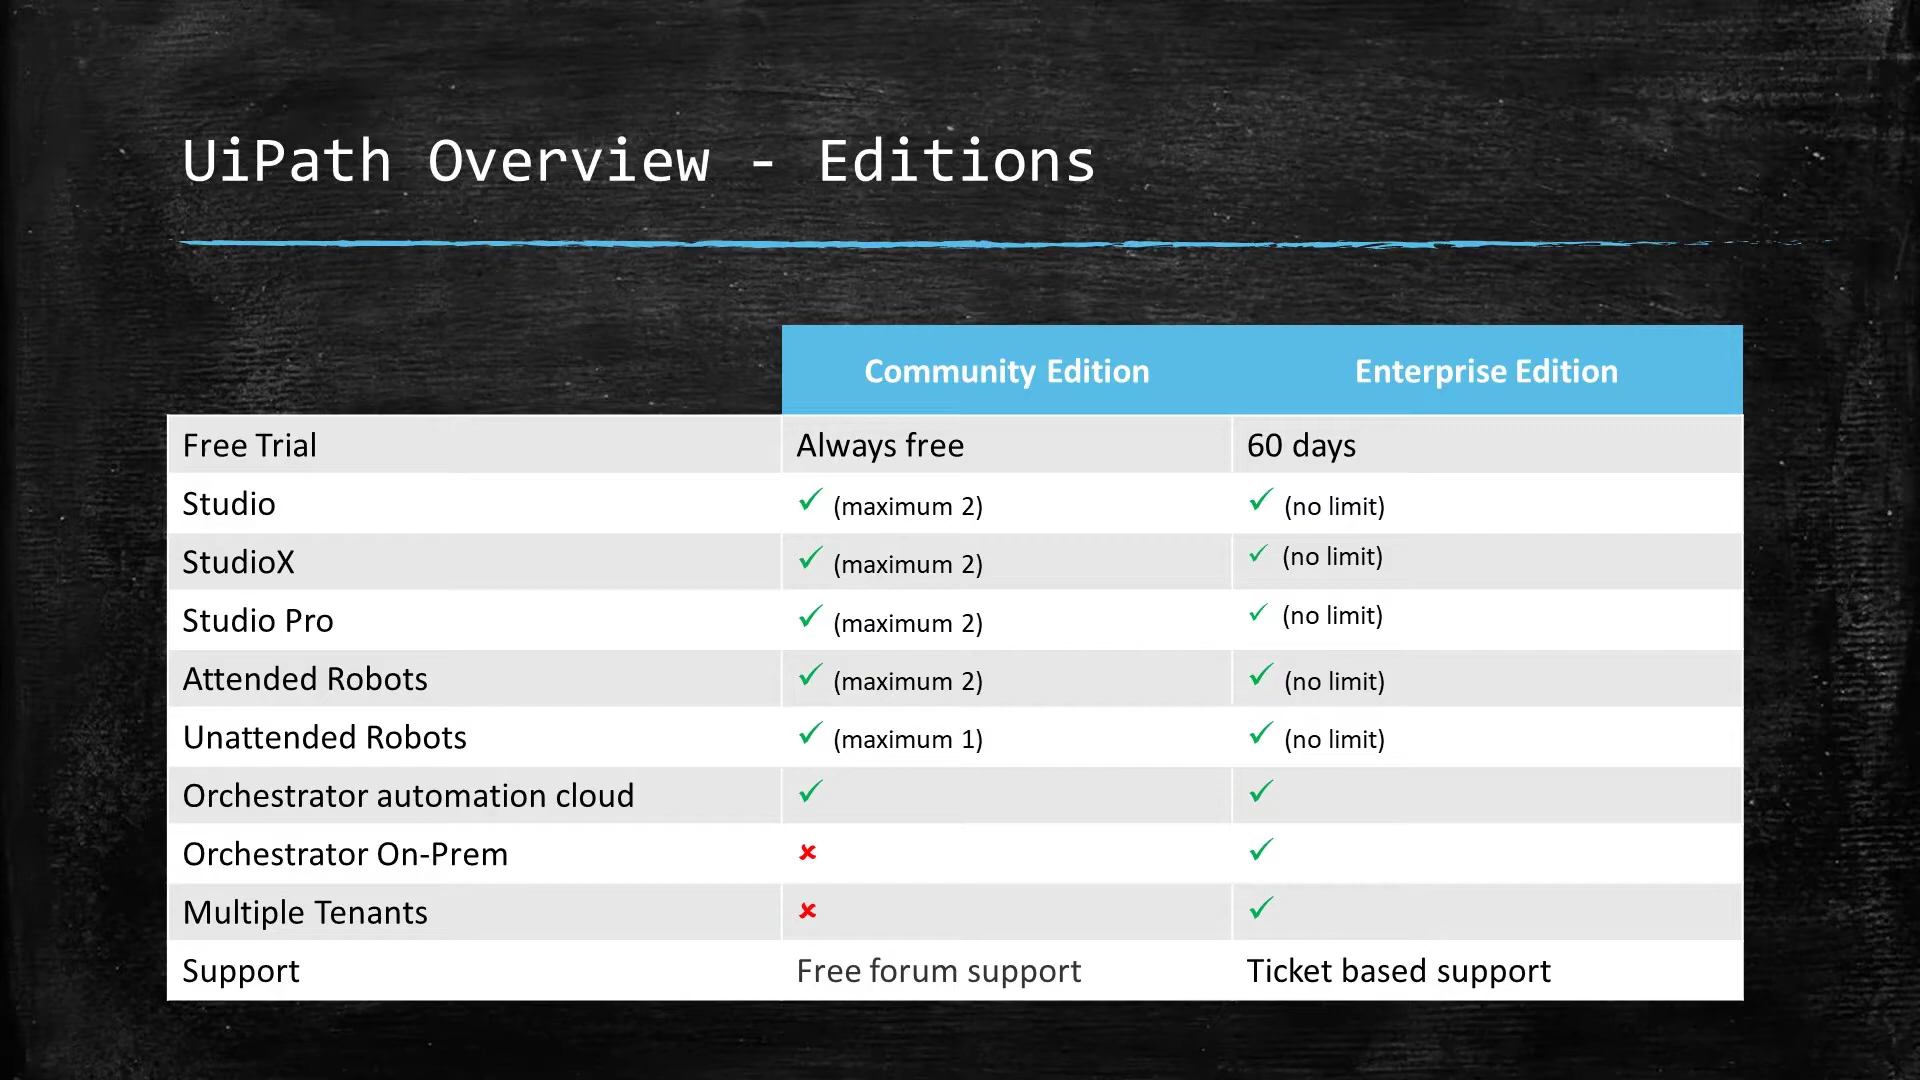 UiPath Overview - Editions
Community Edition Enterprise Edition
Free Trial Always free 60 days
Studio ✓ (maximum 2) ✓ (no limit)
StudioX ✓ (maximum 2) ✓ (no limit)
Studio Pro ✓ (maximum 2) ✓ (no limit)
Attended Robots ✓ (maximum 2) ✓ (no limit)
Unattended Robots ✓ (maximum 1) ✓ (no limit)
Orchestrator automation cloud ✓ ✓
Orchestrator On-Prem ✘ ✓
Multiple Tenants ✘ ✓
Support Free forum support Ticket based support